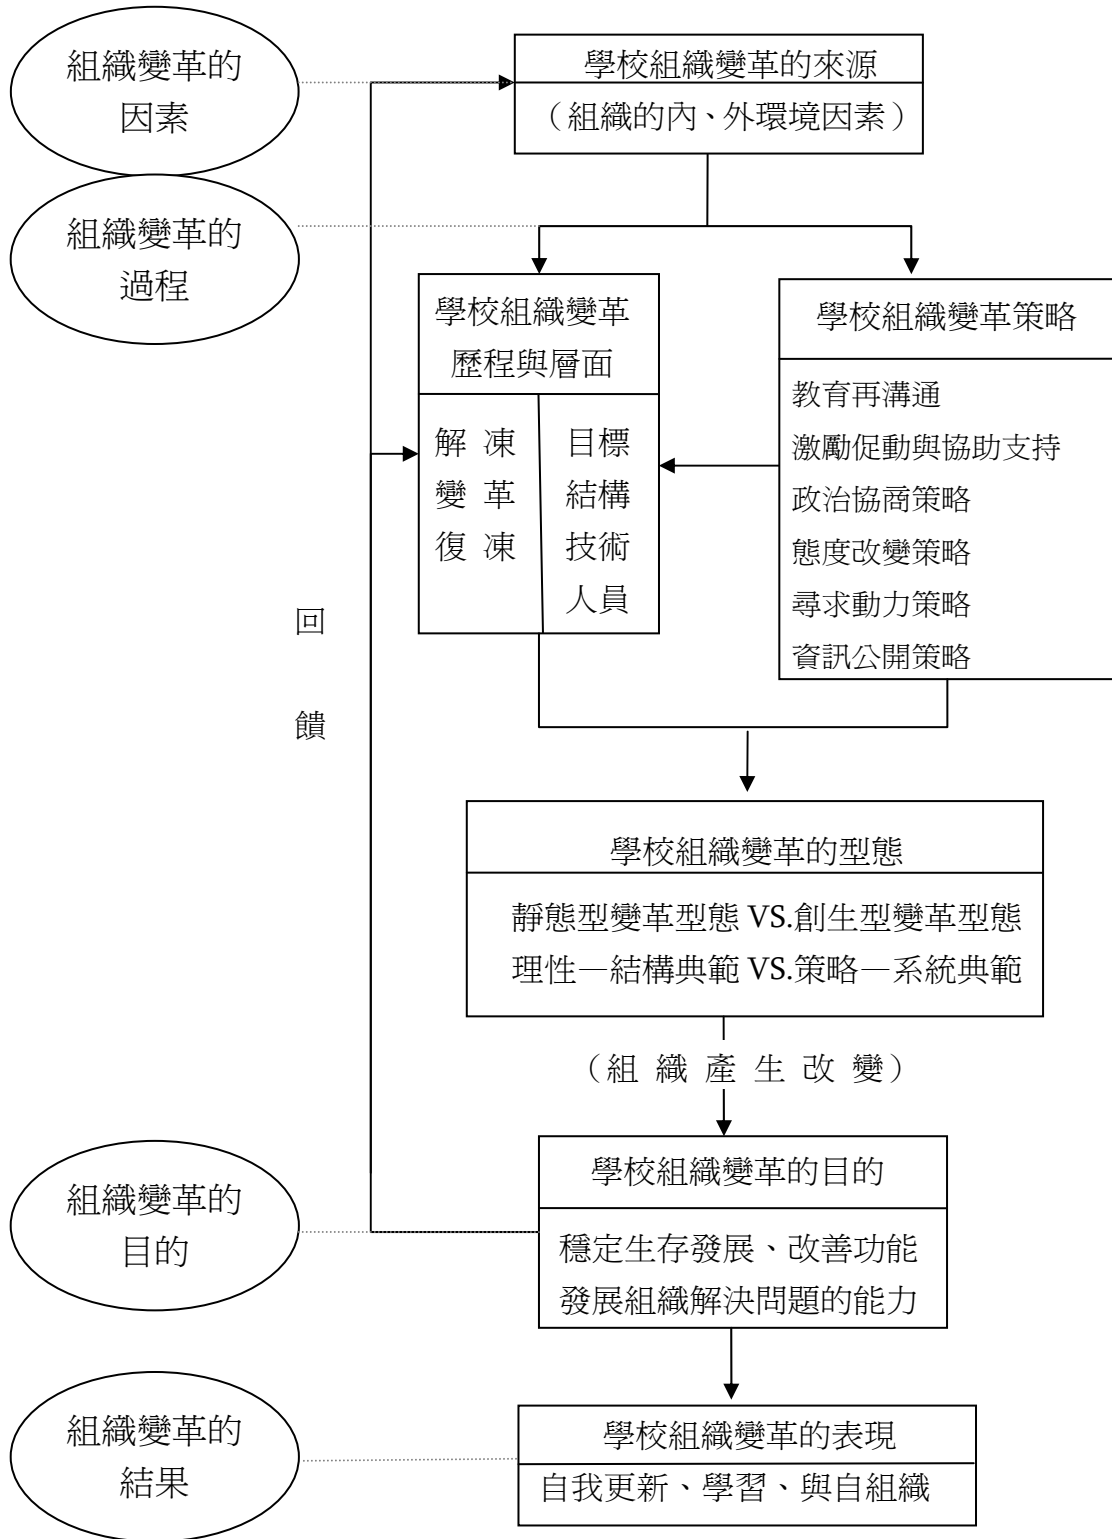 組織變革的
因素
學校組織變革的來源
（組織的內、外環境因素）
組織變革的
過程
學校組織變革
歷程與層面
解 凍
變 革
復 凍
目標
結構
技術
人員
學校組織變革策略
教育再溝通
激勵促動與協助支持
政治協商策略
態度改變策略
尋求動力策略
資訊公開策略
回
饋
學校組織變革的型態
靜態型變革型態 VS.創生型變革型態
理性—結構典範 VS.策略—系統典範
（組 織 產 生 改 變）
組織變革的
目的
學校組織變革的目的
穩定生存發展、改善功能
發展組織解決問題的能力
組織變革的
結果
學校組織變革的表現
自我更新、學習、與自組織